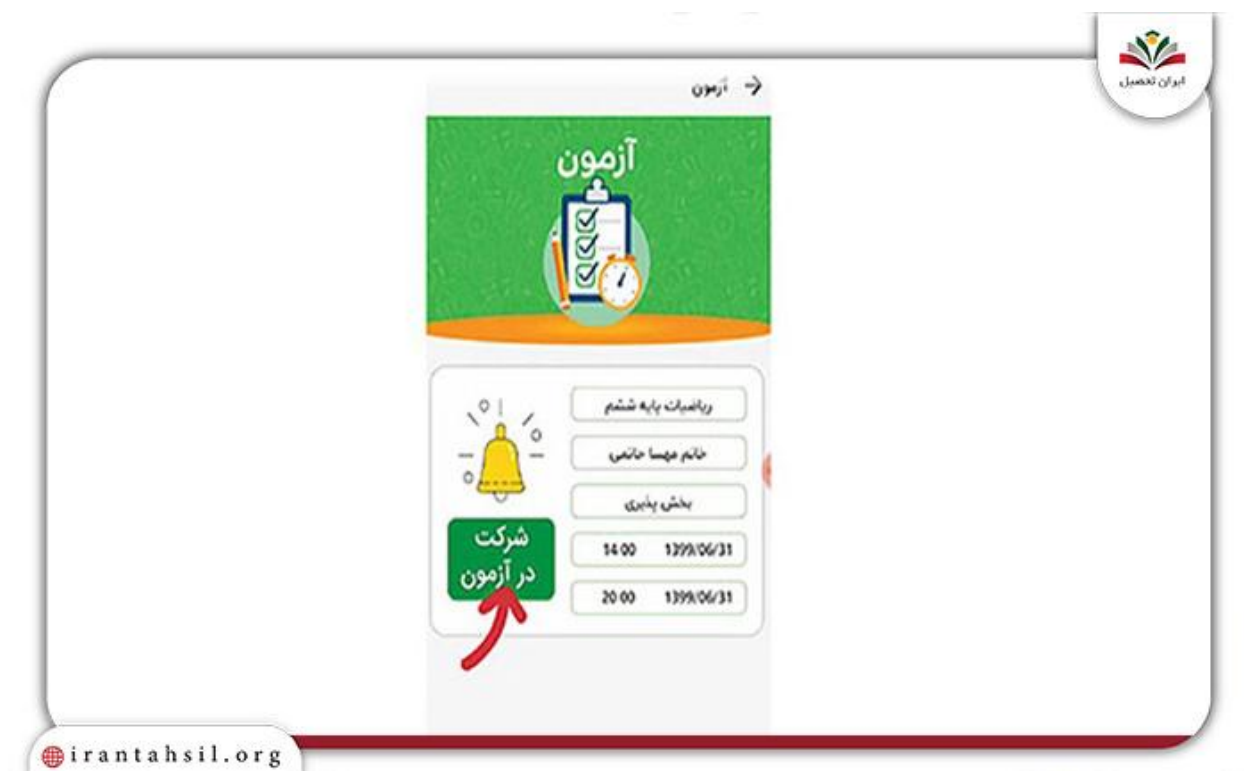 ایران تحصیل
آزمون
آزمون
ریاضیات پایه ششم
خانم مهسا حاتمی
بخش پذیری
1399/06/31 14:00
1399/06/31 20:00
شرکت
در آزمون
irantahsil.org